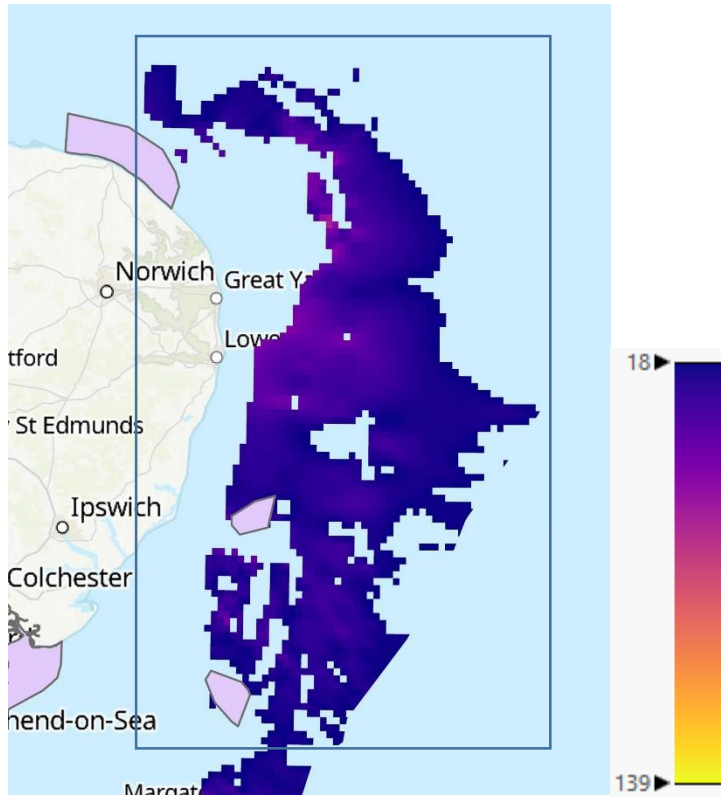 Norwich
Great Y
Lowe
tford
18
St Edmunds
Ipswich
Colchester
hend-on-Sea
139
Margat